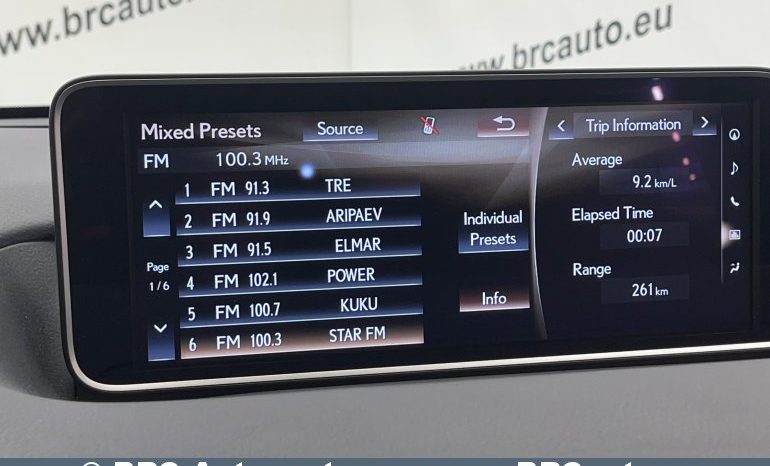 www.brcauto
www.brcauto.eu
Mixed Presets
Source
FM 100.3 MHz
1 FM 91.3 TRE
2 FM 91.9 ARIPAEV
3 FM 91.5 ELMAR
4 FM 102.1 POWER
5 FM 100.7 KUKU
6 FM 100.3 STAR FM
Page
1/6
Individual
Presets
Info
Trip Information
Average
9.2 km/L
Elapsed Time
00:07
Range
261 km